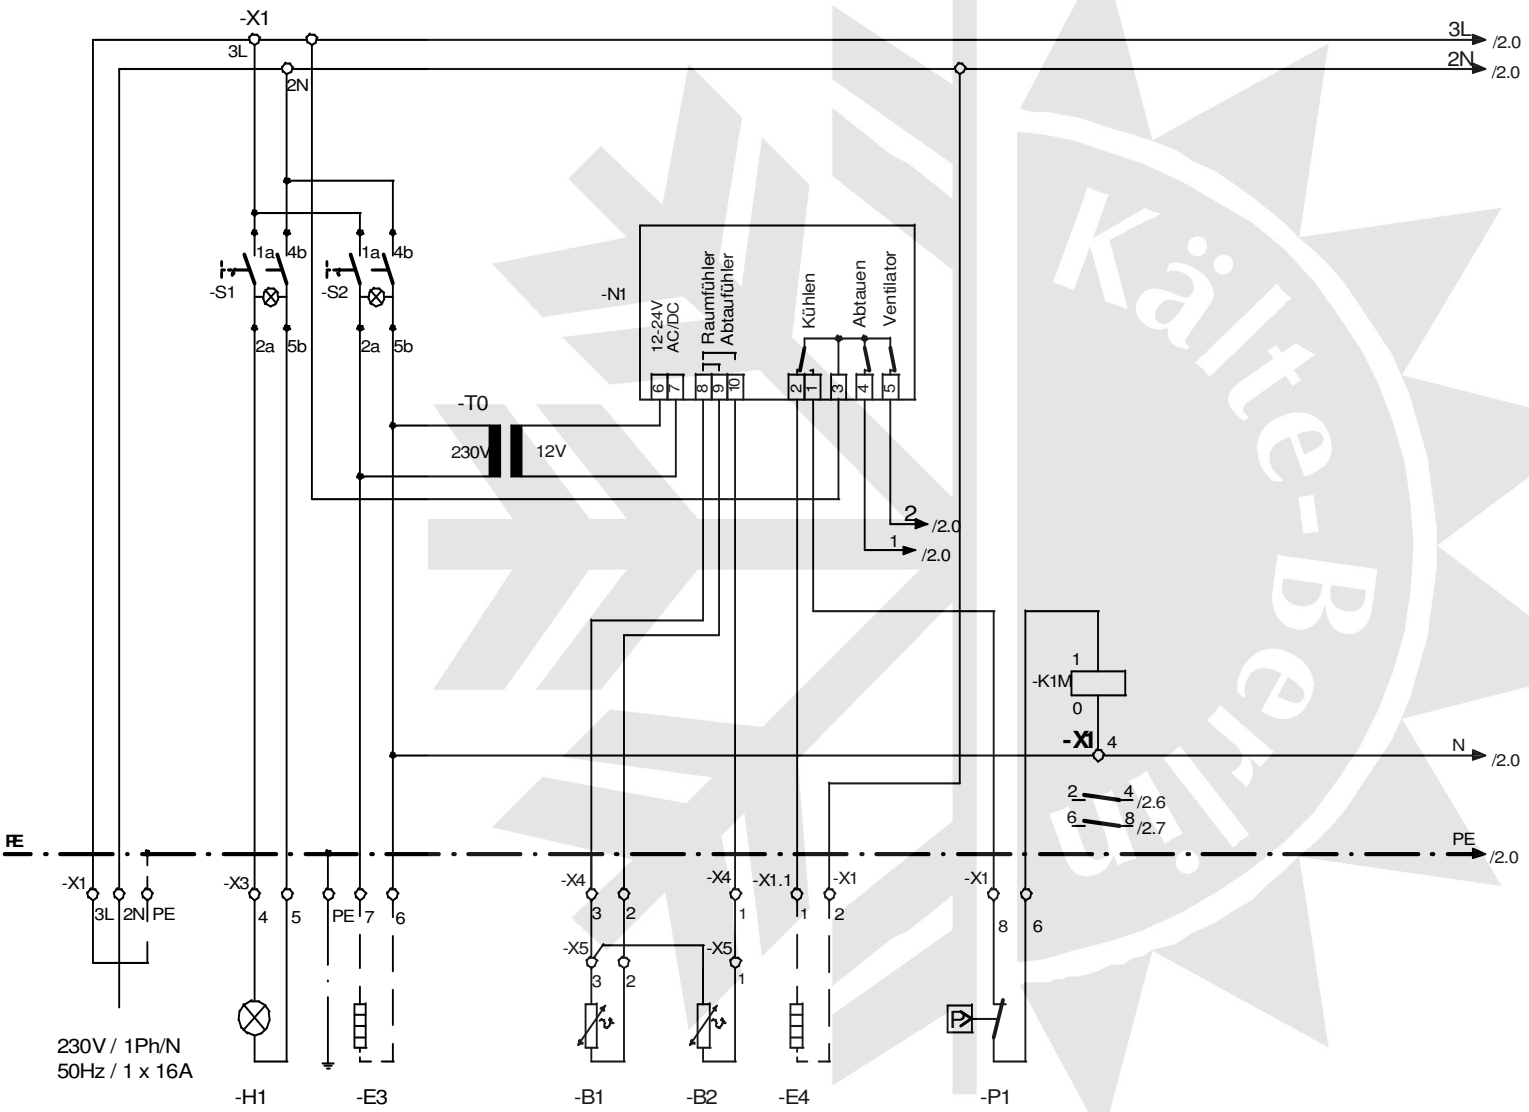 -X1
3L
3L
/2.0
2N
2N
/2.0
1a
4b
1a
4b
-S1
-S2
2a
5b
2a
5b
-N1
12-24V
AC/DC
Raumfühler
Abtaufühler
Kühlen
Abtauen
Ventilator
6
7
8
9
10
2
1
3
4
5
-T0
230V
12V
2
/2.0
1
/2.0
1
-K1M
0
-X1
4
N
/2.0
2
4
/2.6
6
8
/2.7
PE
PE
/2.0
-X1
3L
2N
PE
-X3
4
5
PE
7
6
-X4
3
2
-X4
1
-X1.1
1
-X1
2
-X1
8
6
-X5
3
2
-X5
1
P>
230V / 1Ph/N
50Hz / 1 x 16A
-H1
-E3
-B1
-B2
-E4
-P1
Kälte-Berlin